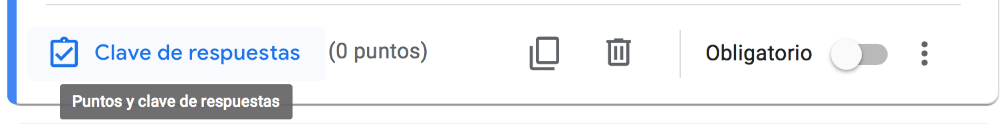 Clave de respuestas (0 puntos) Obligatorio
Puntos y clave de respuestas